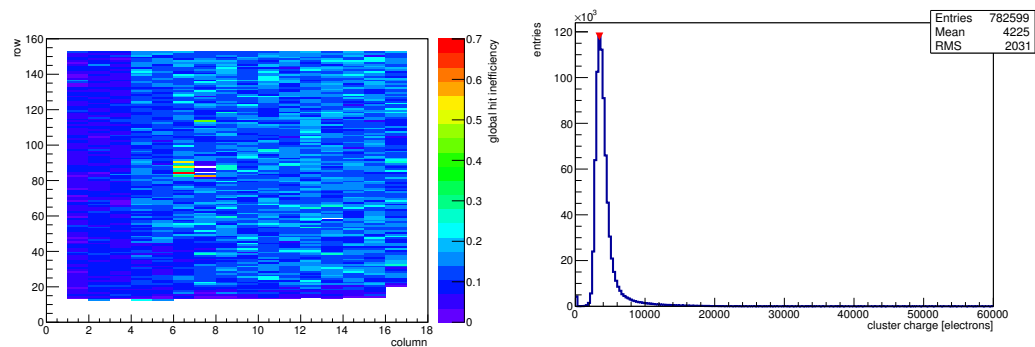 row
160
140
120
100
80
60
40
20
0
0 2 4 6 8 10 12 14 16 18
column
0.7
0.6
0.5
0.4
0.3
0.2
0.1
0
global hit inefficiency
×10³
entries
120
100
80
60
40
20
0
0 10000 20000 30000 40000 50000 60000
cluster charge [electrons]
Entries 782599
Mean 4225
RMS 2031